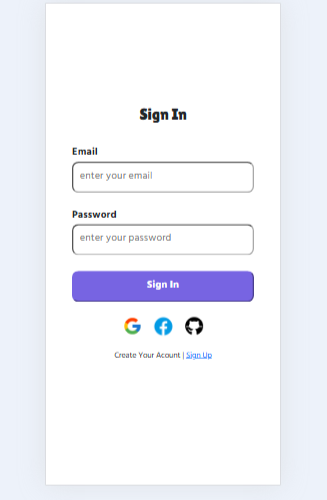 Sign In
Email
enter your email
Password
enter your password
Sign In
Create Your Acount | Sign Up